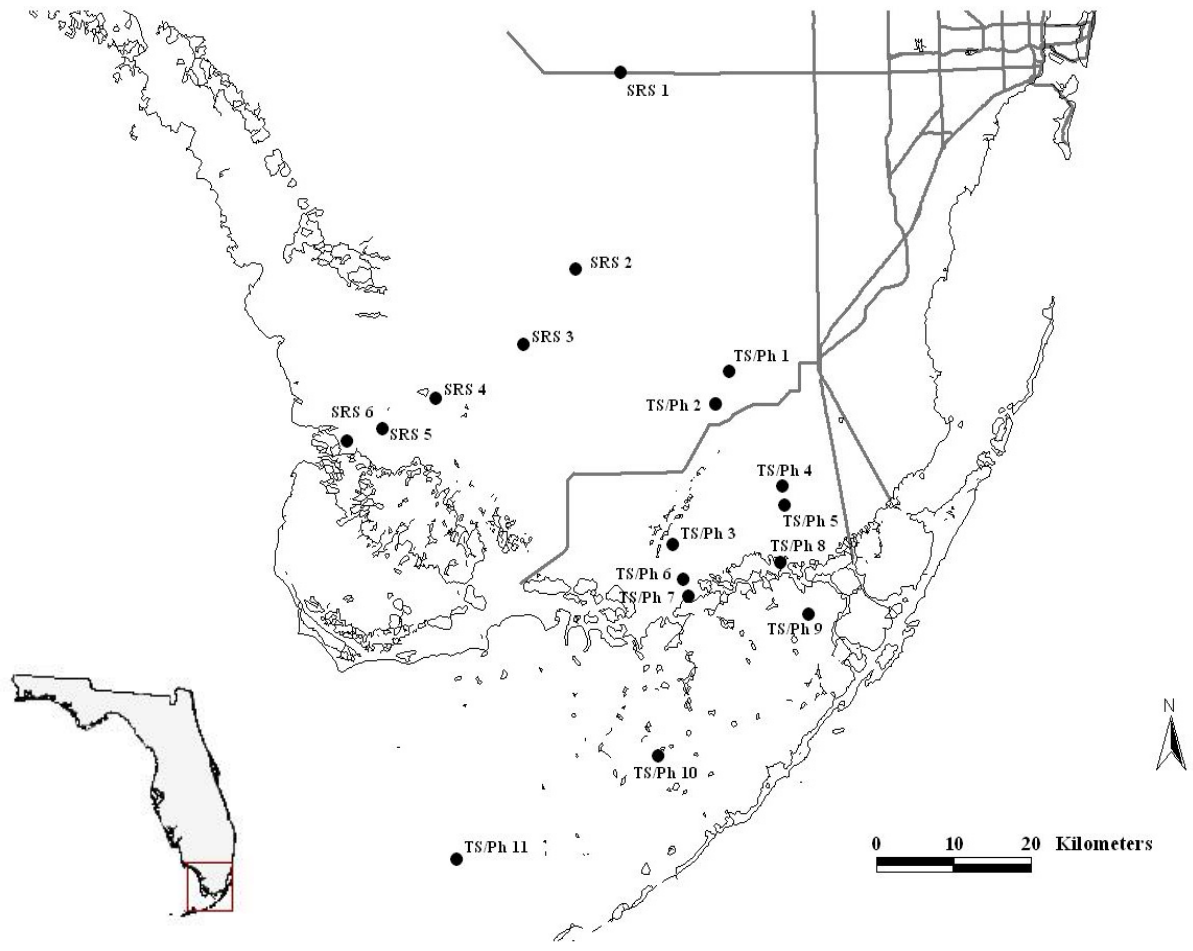 SRS 1
SRS 2
SRS 3
TS/Ph 1
SRS 4
TS/Ph 2
SRS 6
SRS 5
TS/Ph 4
TS/Ph 5
TS/Ph 3
TS/Ph 8
TS/Ph 6
TS/Ph 7
TS/Ph 9
N
TS/Ph 10
TS/Ph 11
0 10 20 Kilometers